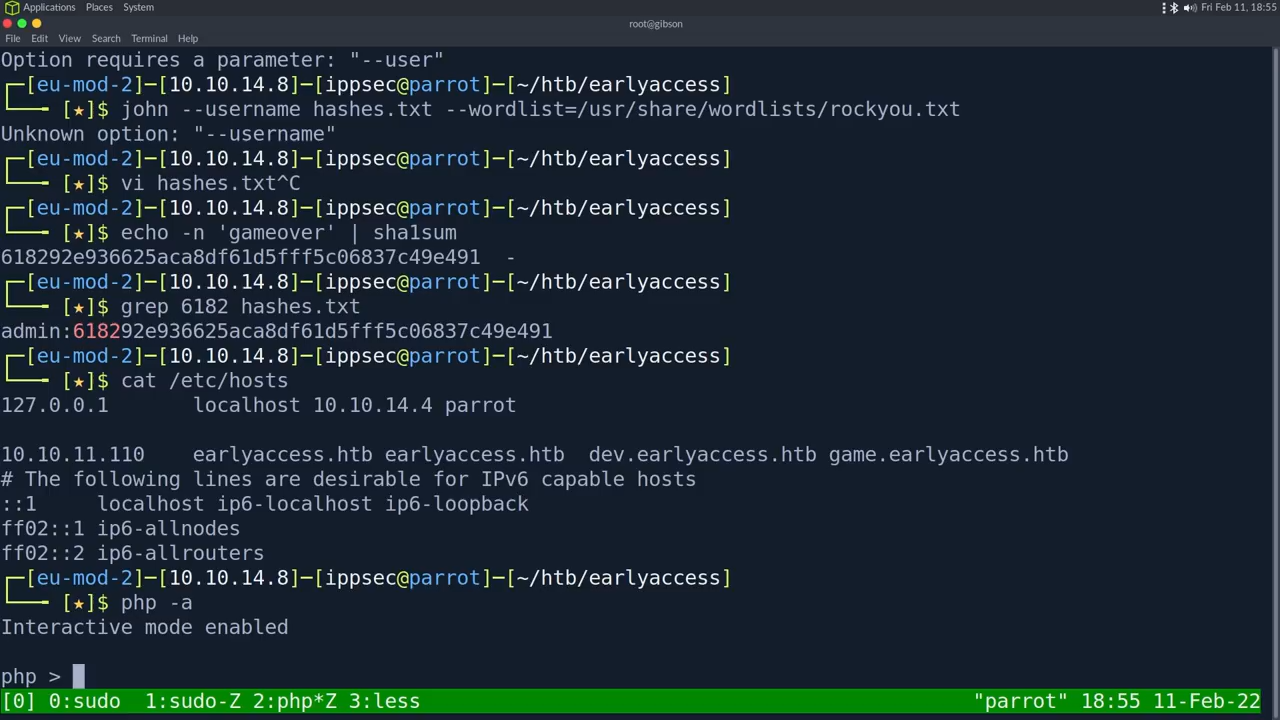 Applications Places System Fri Feb 11, 18:55
root@gibson
File Edit View Search Terminal Help
Option requires a parameter: "--user"
┌─[eu-mod-2]─[10.10.14.8]─[ippsec@parrot]─[~/htb/earlyaccess]
└── [★]$ john --username hashes.txt --wordlist=/usr/share/wordlists/rockyou.txt
Unknown option: "--username"
┌─[eu-mod-2]─[10.10.14.8]─[ippsec@parrot]─[~/htb/earlyaccess]
└── [★]$ vi hashes.txt^C
┌─[eu-mod-2]─[10.10.14.8]─[ippsec@parrot]─[~/htb/earlyaccess]
└── [★]$ echo -n 'gameover' | sha1sum
618292e936625aca8df61d5fff5c06837c49e491  -
┌─[eu-mod-2]─[10.10.14.8]─[ippsec@parrot]─[~/htb/earlyaccess]
└── [★]$ grep 6182 hashes.txt
admin:618292e936625aca8df61d5fff5c06837c49e491
┌─[eu-mod-2]─[10.10.14.8]─[ippsec@parrot]─[~/htb/earlyaccess]
└── [★]$ cat /etc/hosts
127.0.0.1       localhost 10.10.14.4 parrot
10.10.11.110    earlyaccess.htb earlyaccess.htb  dev.earlyaccess.htb game.earlyaccess.htb
# The following lines are desirable for IPv6 capable hosts
::1     localhost ip6-localhost ip6-loopback
ff02::1 ip6-allnodes
ff02::2 ip6-allrouters
┌─[eu-mod-2]─[10.10.14.8]─[ippsec@parrot]─[~/htb/earlyaccess]
└── [★]$ php -a
Interactive mode enabled
php >
[0] 0:sudo  1:sudo-Z 2:php*Z 3:less "parrot" 18:55 11-Feb-22